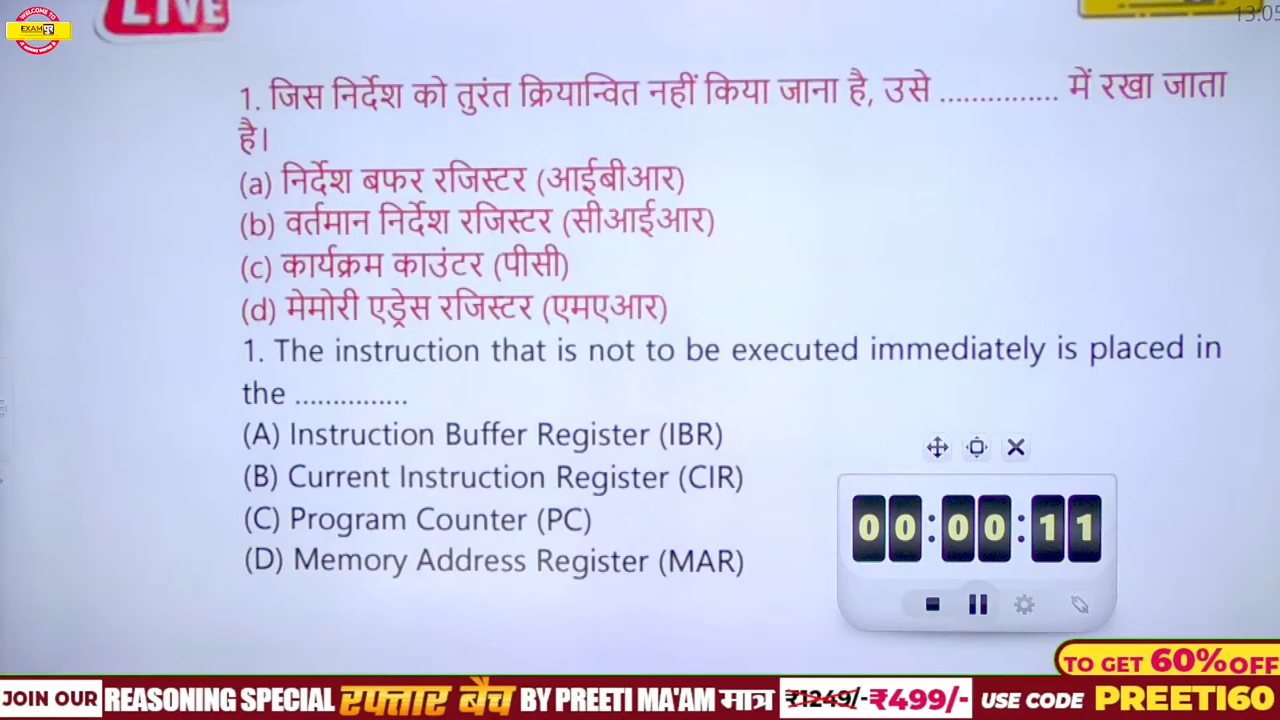 WELCOME TO
EXAMपुर
LIVE
13:05
1. जिस निर्देश को तुरंत क्रियान्वित नहीं किया जाना है, उसे ............... में रखा जाता
है।
(a) निर्देश बफर रजिस्टर (आईबीआर)
(b) वर्तमान निर्देश रजिस्टर (सीआईआर)
(c) कार्यक्रम काउंटर (पीसी)
(d) मेमोरी एड्रेस रजिस्टर (एमएआर)
1. The instruction that is not to be executed immediately is placed in
the ...............
(A) Instruction Buffer Register (IBR)
(B) Current Instruction Register (CIR)
(C) Program Counter (PC)
(D) Memory Address Register (MAR)
00:00:11
TO GET 60% OFF
JOIN OUR REASONING SPECIAL रफ्तार बैच BY PREETI MA'AM मात्र ₹1249/- ₹499/- USE CODE PREETI60